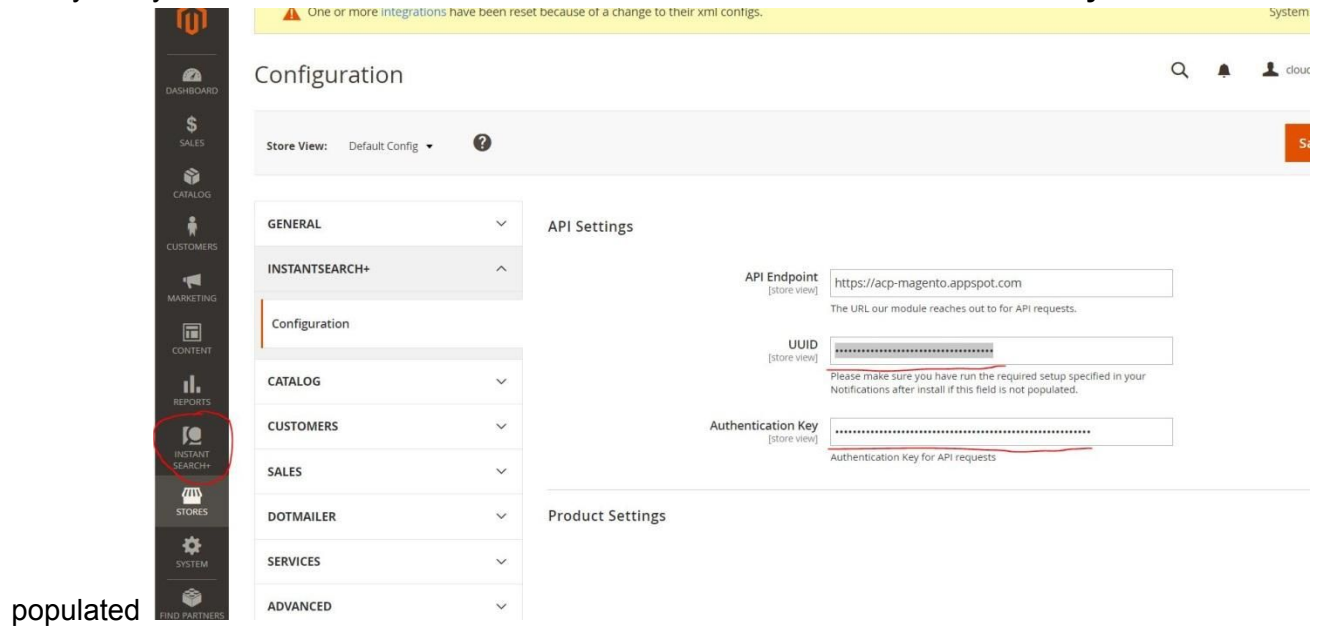 One or more integrations have been reset because of a change to their xml configs.
System
Configuration
cloud
DASHBOARD
SALES
CATALOG
CUSTOMERS
MARKETING
CONTENT
REPORTS
INSTANT
SEARCH+
STORES
SYSTEM
FIND PARTNERS
Store View: Default Config
?
Sa
GENERAL
INSTANTSEARCH+
Configuration
CATALOG
CUSTOMERS
SALES
DOTMAILER
SERVICES
ADVANCED
API Settings
API Endpoint
[store view]
https://acp-magento.appspot.com
The URL our module reaches out to for API requests.
UUID
[store view]
Please make sure you have run the required setup specified in your
Notifications after install if this field is not populated.
Authentication Key
[store view]
Authentication Key for API requests
Product Settings
populated